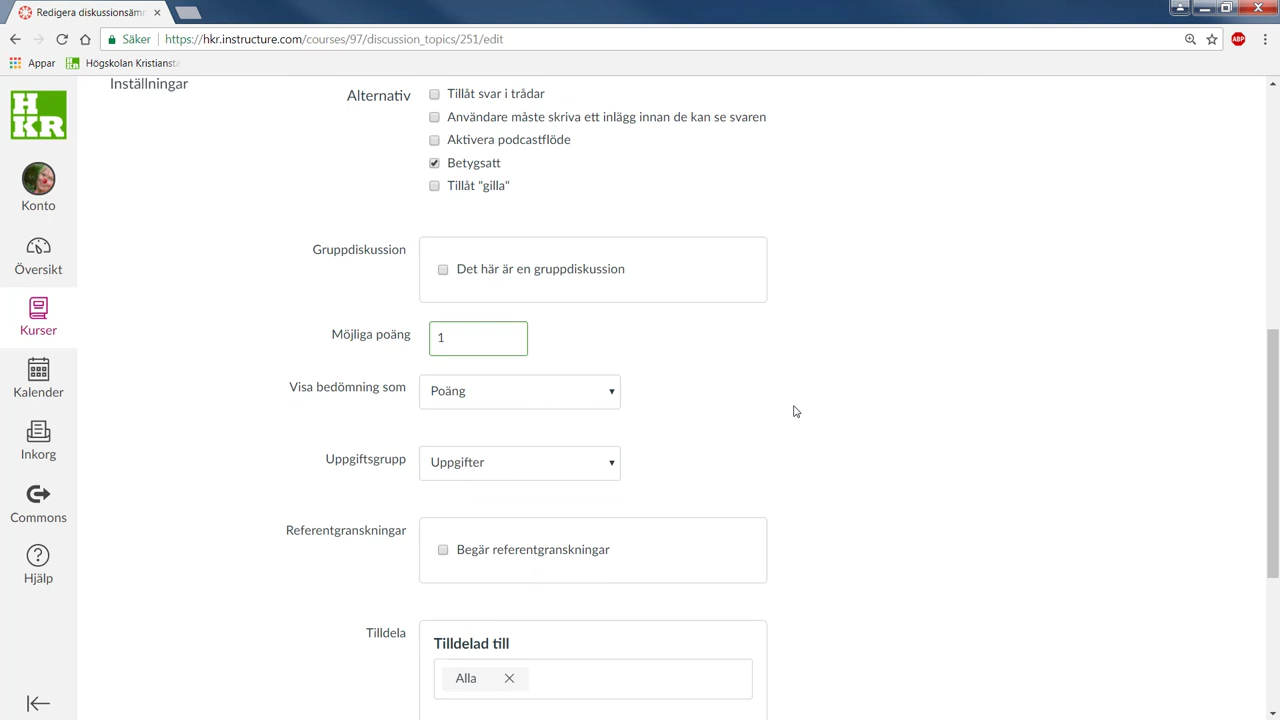 Redigera diskussionsämn
Säker
https://hkr.instructure.com/courses/97/discussion_topics/251/edit
ABP
Appar
Högskolan Kristiansta
HKR
Konto
Översikt
Kurser
Kalender
Inkorg
Commons
Hjälp
Inställningar
Alternativ
Tillåt svar i trådar
Användare måste skriva ett inlägg innan de kan se svaren
Aktivera podcastflöde
Betygsatt
Tillåt "gilla"
Gruppdiskussion
Det här är en gruppdiskussion
Möjliga poäng
1
Visa bedömning som
Poäng
Uppgiftsgrupp
Uppgifter
Referentgranskningar
Begär referentgranskningar
Tilldela
Tilldelad till
Alla